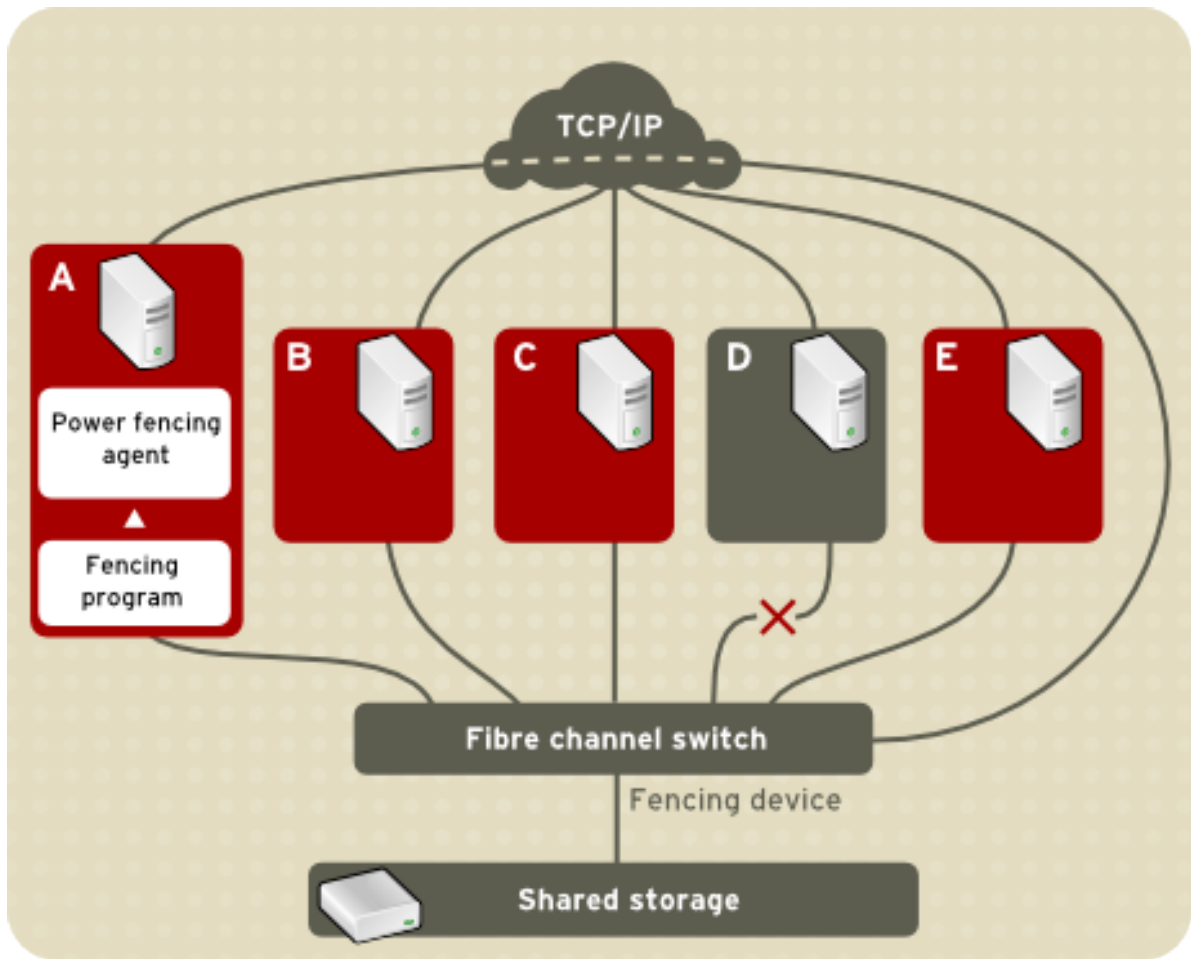 TCP/IP
A
Power fencing
agent
Fencing
program
B
C
D
E
Fibre channel switch
Fencing device
Shared storage